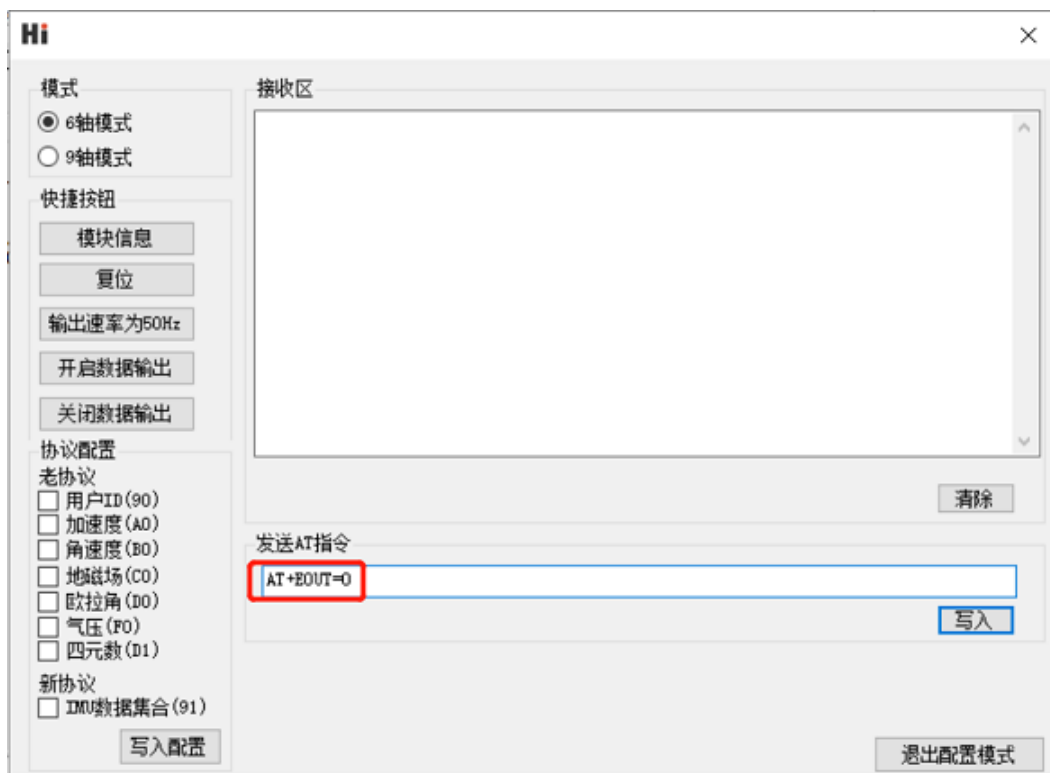 Hi
模式
6轴模式
9轴模式
快捷按钮
模块信息
复位
输出速率为50Hz
开启数据输出
关闭数据输出
协议配置
老协议
用户ID(90)
加速度(A0)
角速度(B0)
地磁场(C0)
欧拉角(D0)
气压(F0)
四元数(D1)
新协议
IMU数据集合(91)
写入配置
接收区
清除
发送AT指令
AT+EOUT=0
写入
退出配置模式